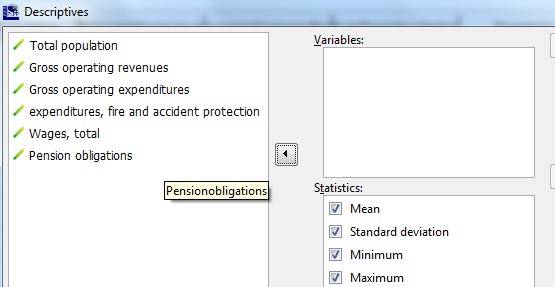 Descriptives
Total population
Gross operating revenues
Gross operating expenditures
expenditures, fire and accident protection
Wages, total
Pension obligations
Pensionobligations
Variables:
Statistics:
Mean
Standard deviation
Minimum
Maximum